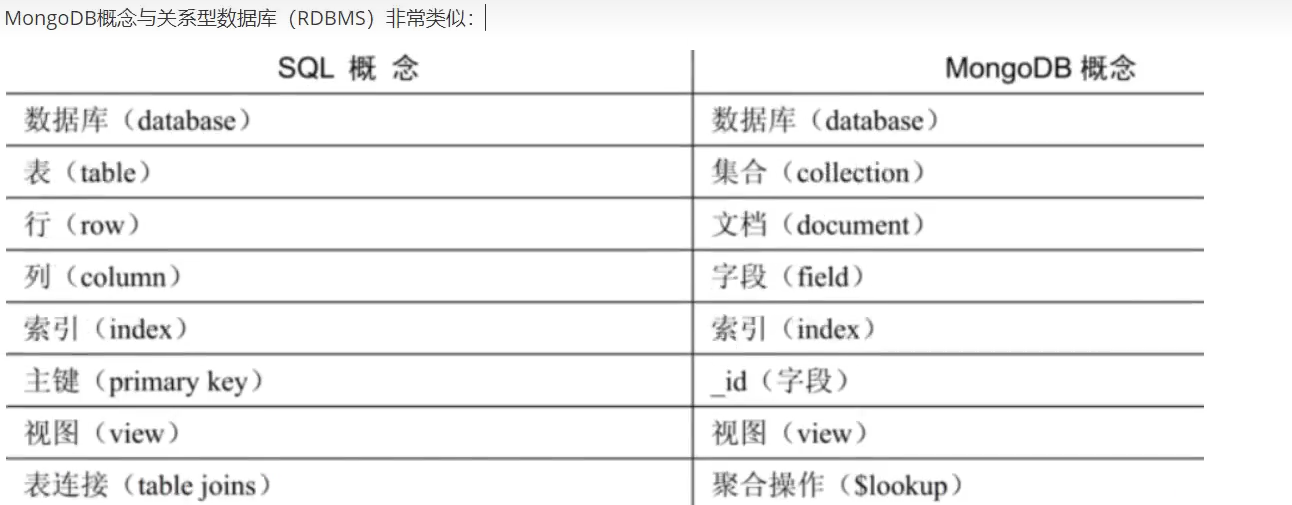 MongoDB概念与关系型数据库（RDBMS）非常类似：
SQL 概 念 MongoDB 概念
数据库（database） 数据库（database）
表（table） 集合（collection）
行（row） 文档（document）
列（column） 字段（field）
索引（index） 索引（index）
主键（primary key） _id（字段）
视图（view） 视图（view）
表连接（table joins） 聚合操作（$lookup）